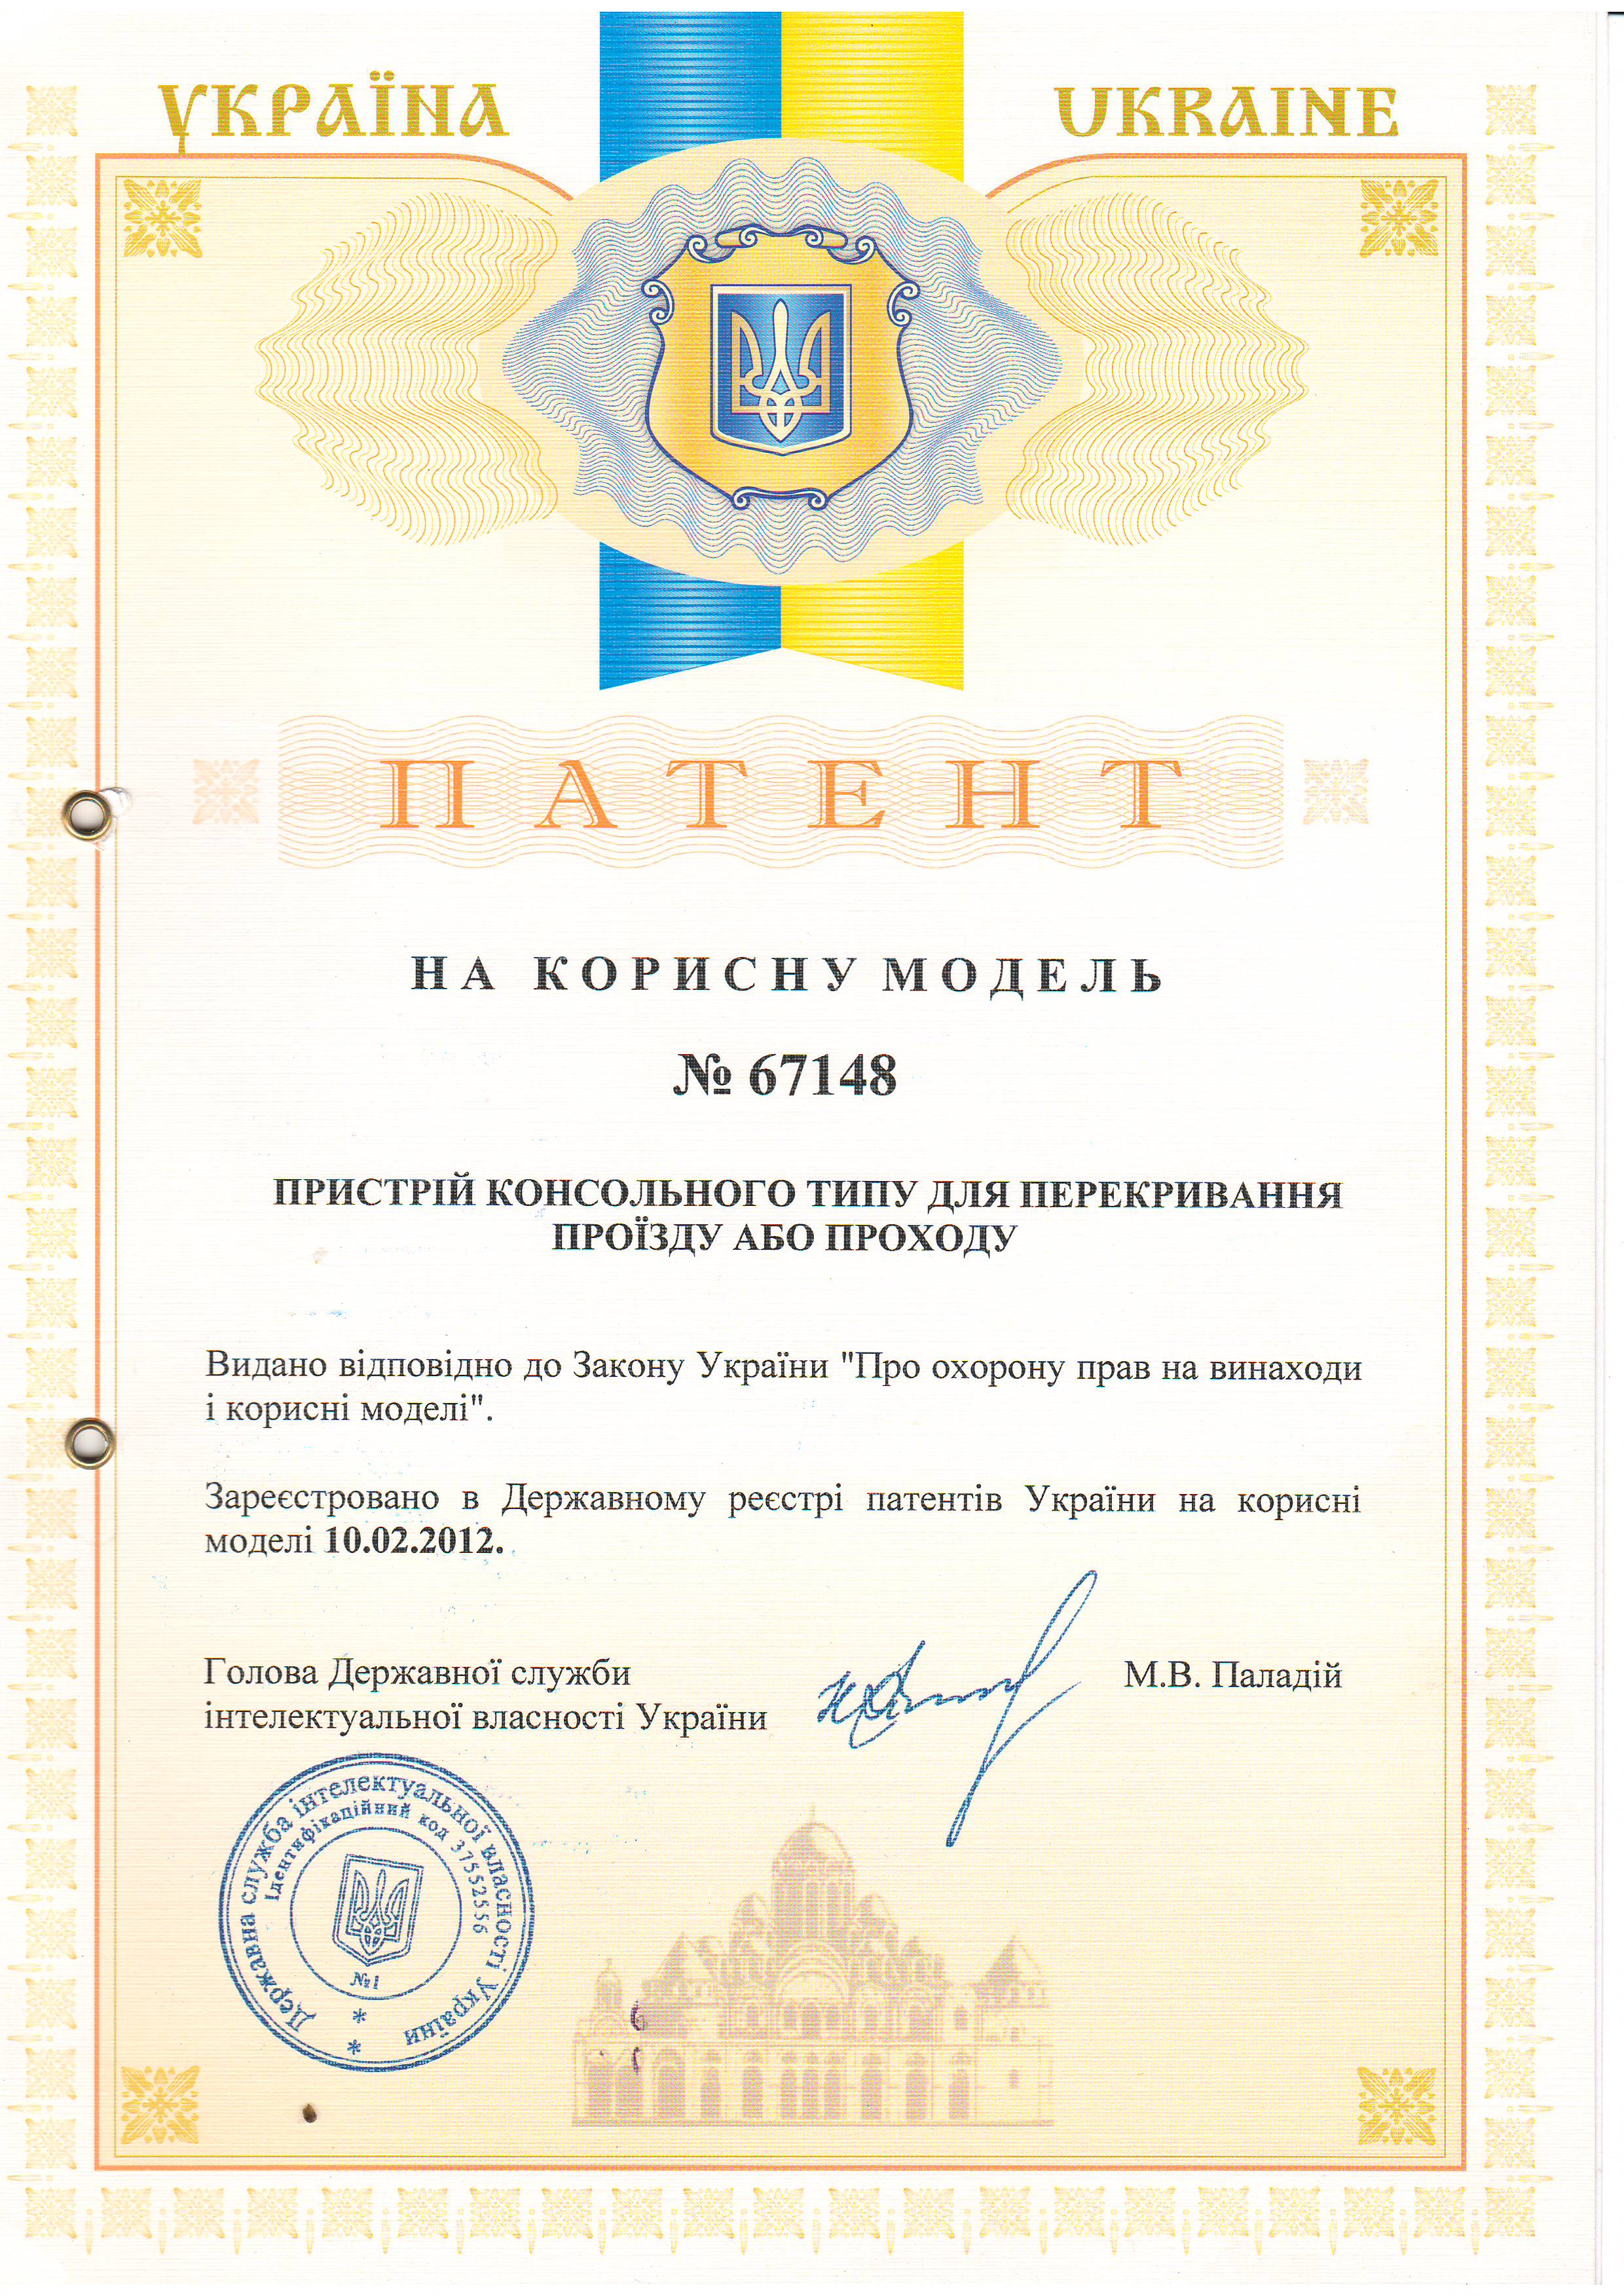 УКРАЇНА
UKRAINE
ПАТЕНТ
НА КОРИСНУ МОДЕЛЬ
№ 67148
ПРИСТРІЙ КОНСОЛЬНОГО ТИПУ ДЛЯ ПЕРЕКРИВАННЯ
ПРОЇЗДУ АБО ПРОХОДУ
Видано відповідно до Закону України "Про охорону прав на винаходи
і корисні моделі".
Зареєстровано в Державному реєстрі патентів України на корисні
моделі 10.02.2012.
Голова Державної служби
інтелектуальної власності України
М.В. Паладій
Державна служба інтелектуальної власності України
Ідентифікаційний код 37552556
№1
* *